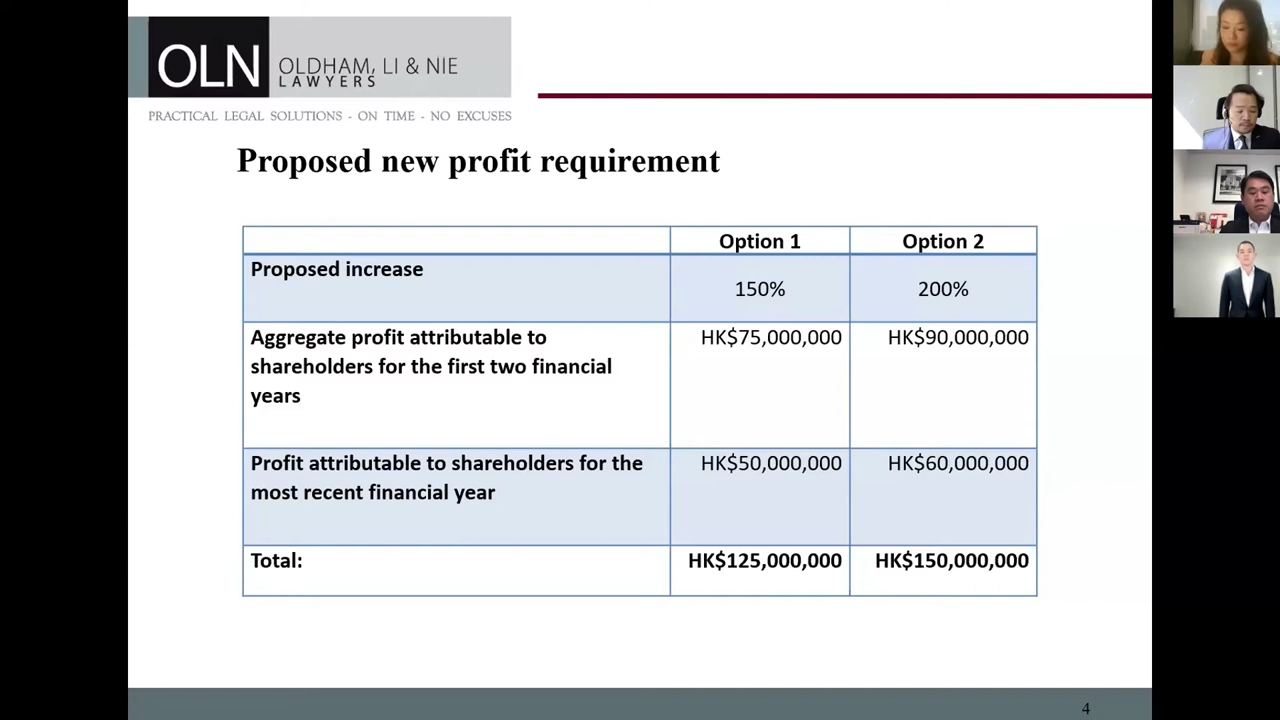 OLN
OLDHAM, LI & NIE
LAWYERS
PRACTICAL LEGAL SOLUTIONS - ON TIME - NO EXCUSES
Proposed new profit requirement
Option 1 Option 2
Proposed increase 150% 200%
Aggregate profit attributable to HK$75,000,000 HK$90,000,000
shareholders for the first two financial
years
Profit attributable to shareholders for the HK$50,000,000 HK$60,000,000
most recent financial year
Total: HK$125,000,000 HK$150,000,000
4